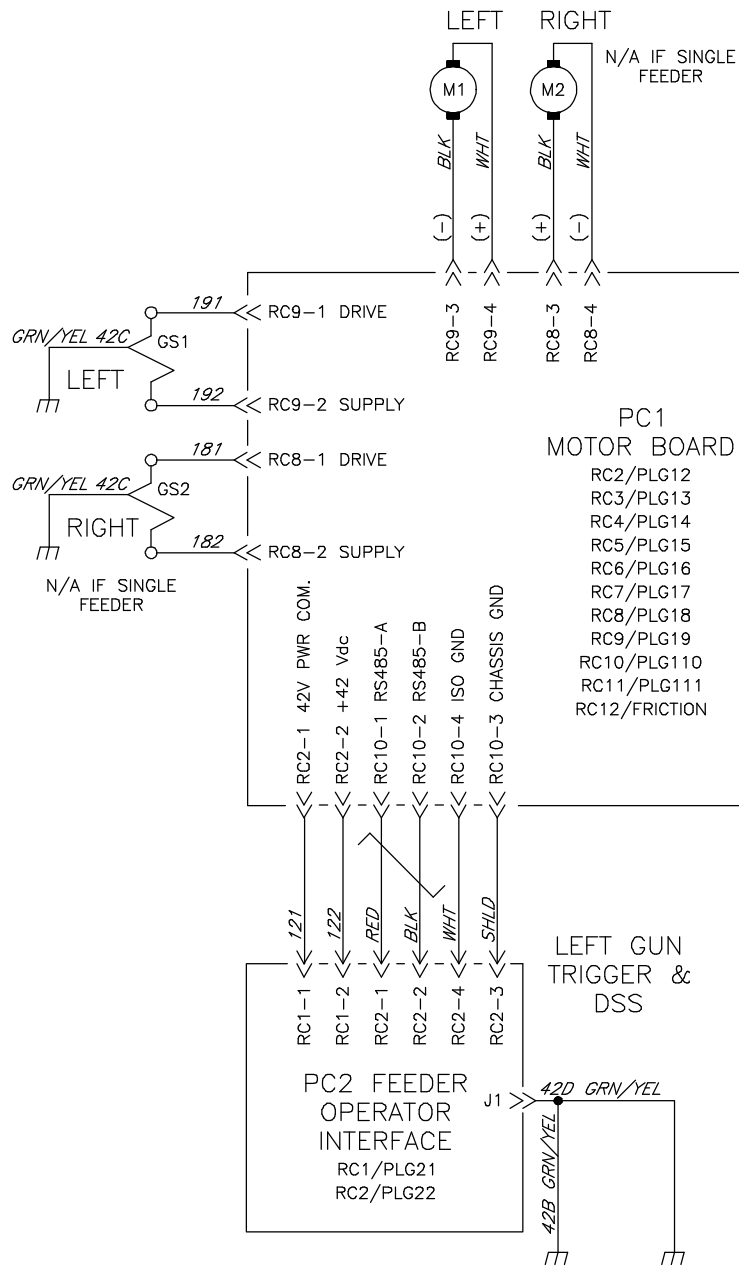 LEFT
RIGHT
N/A IF SINGLE
FEEDER
M1
M2
BLK
WHT
BLK
WHT
(-)
(+)
(+)
(-)
RC9-3
RC9-4
RC8-3
RC8-4
191
RC9-1 DRIVE
GRN/YEL 42C
GS1
LEFT
192
RC9-2 SUPPLY
181
RC8-1 DRIVE
GRN/YEL 42C
GS2
RIGHT
182
RC8-2 SUPPLY
N/A IF SINGLE
FEEDER
PC1
MOTOR BOARD
RC2/PLG12
RC3/PLG13
RC4/PLG14
RC5/PLG15
RC6/PLG16
RC7/PLG17
RC8/PLG18
RC9/PLG19
RC10/PLG110
RC11/PLG111
RC12/FRICTION
RC2-1 42V PWR COM.
RC2-2 +42 Vdc
RC10-1 RS485-A
RC10-2 RS485-B
RC10-4 ISO GND
RC10-3 CHASSIS GND
121
122
RED
BLK
WHT
SHLD
LEFT GUN
TRIGGER &
DSS
RC1-1
RC1-2
RC2-1
RC2-2
RC2-4
RC2-3
PC2 FEEDER
OPERATOR
INTERFACE
RC1/PLG21
RC2/PLG22
J1
42D GRN/YEL
42B GRN/YEL